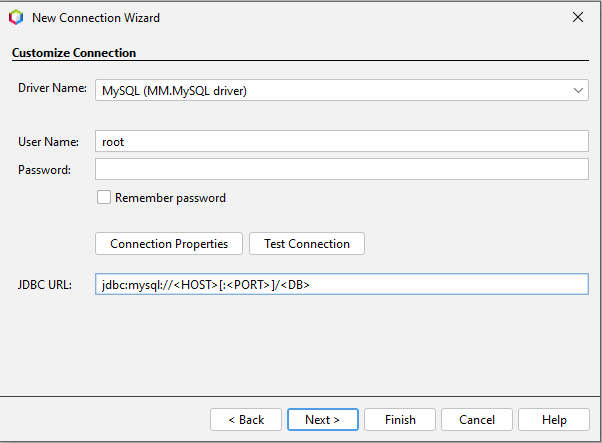 New Connection Wizard
Customize Connection
Driver Name: MySQL (MM.MySQL driver)
User Name: root
Password:
Remember password
Connection Properties Test Connection
JDBC URL: jdbc:mysql://<HOST>[:<PORT>]/<DB>
< Back Next > Finish Cancel Help